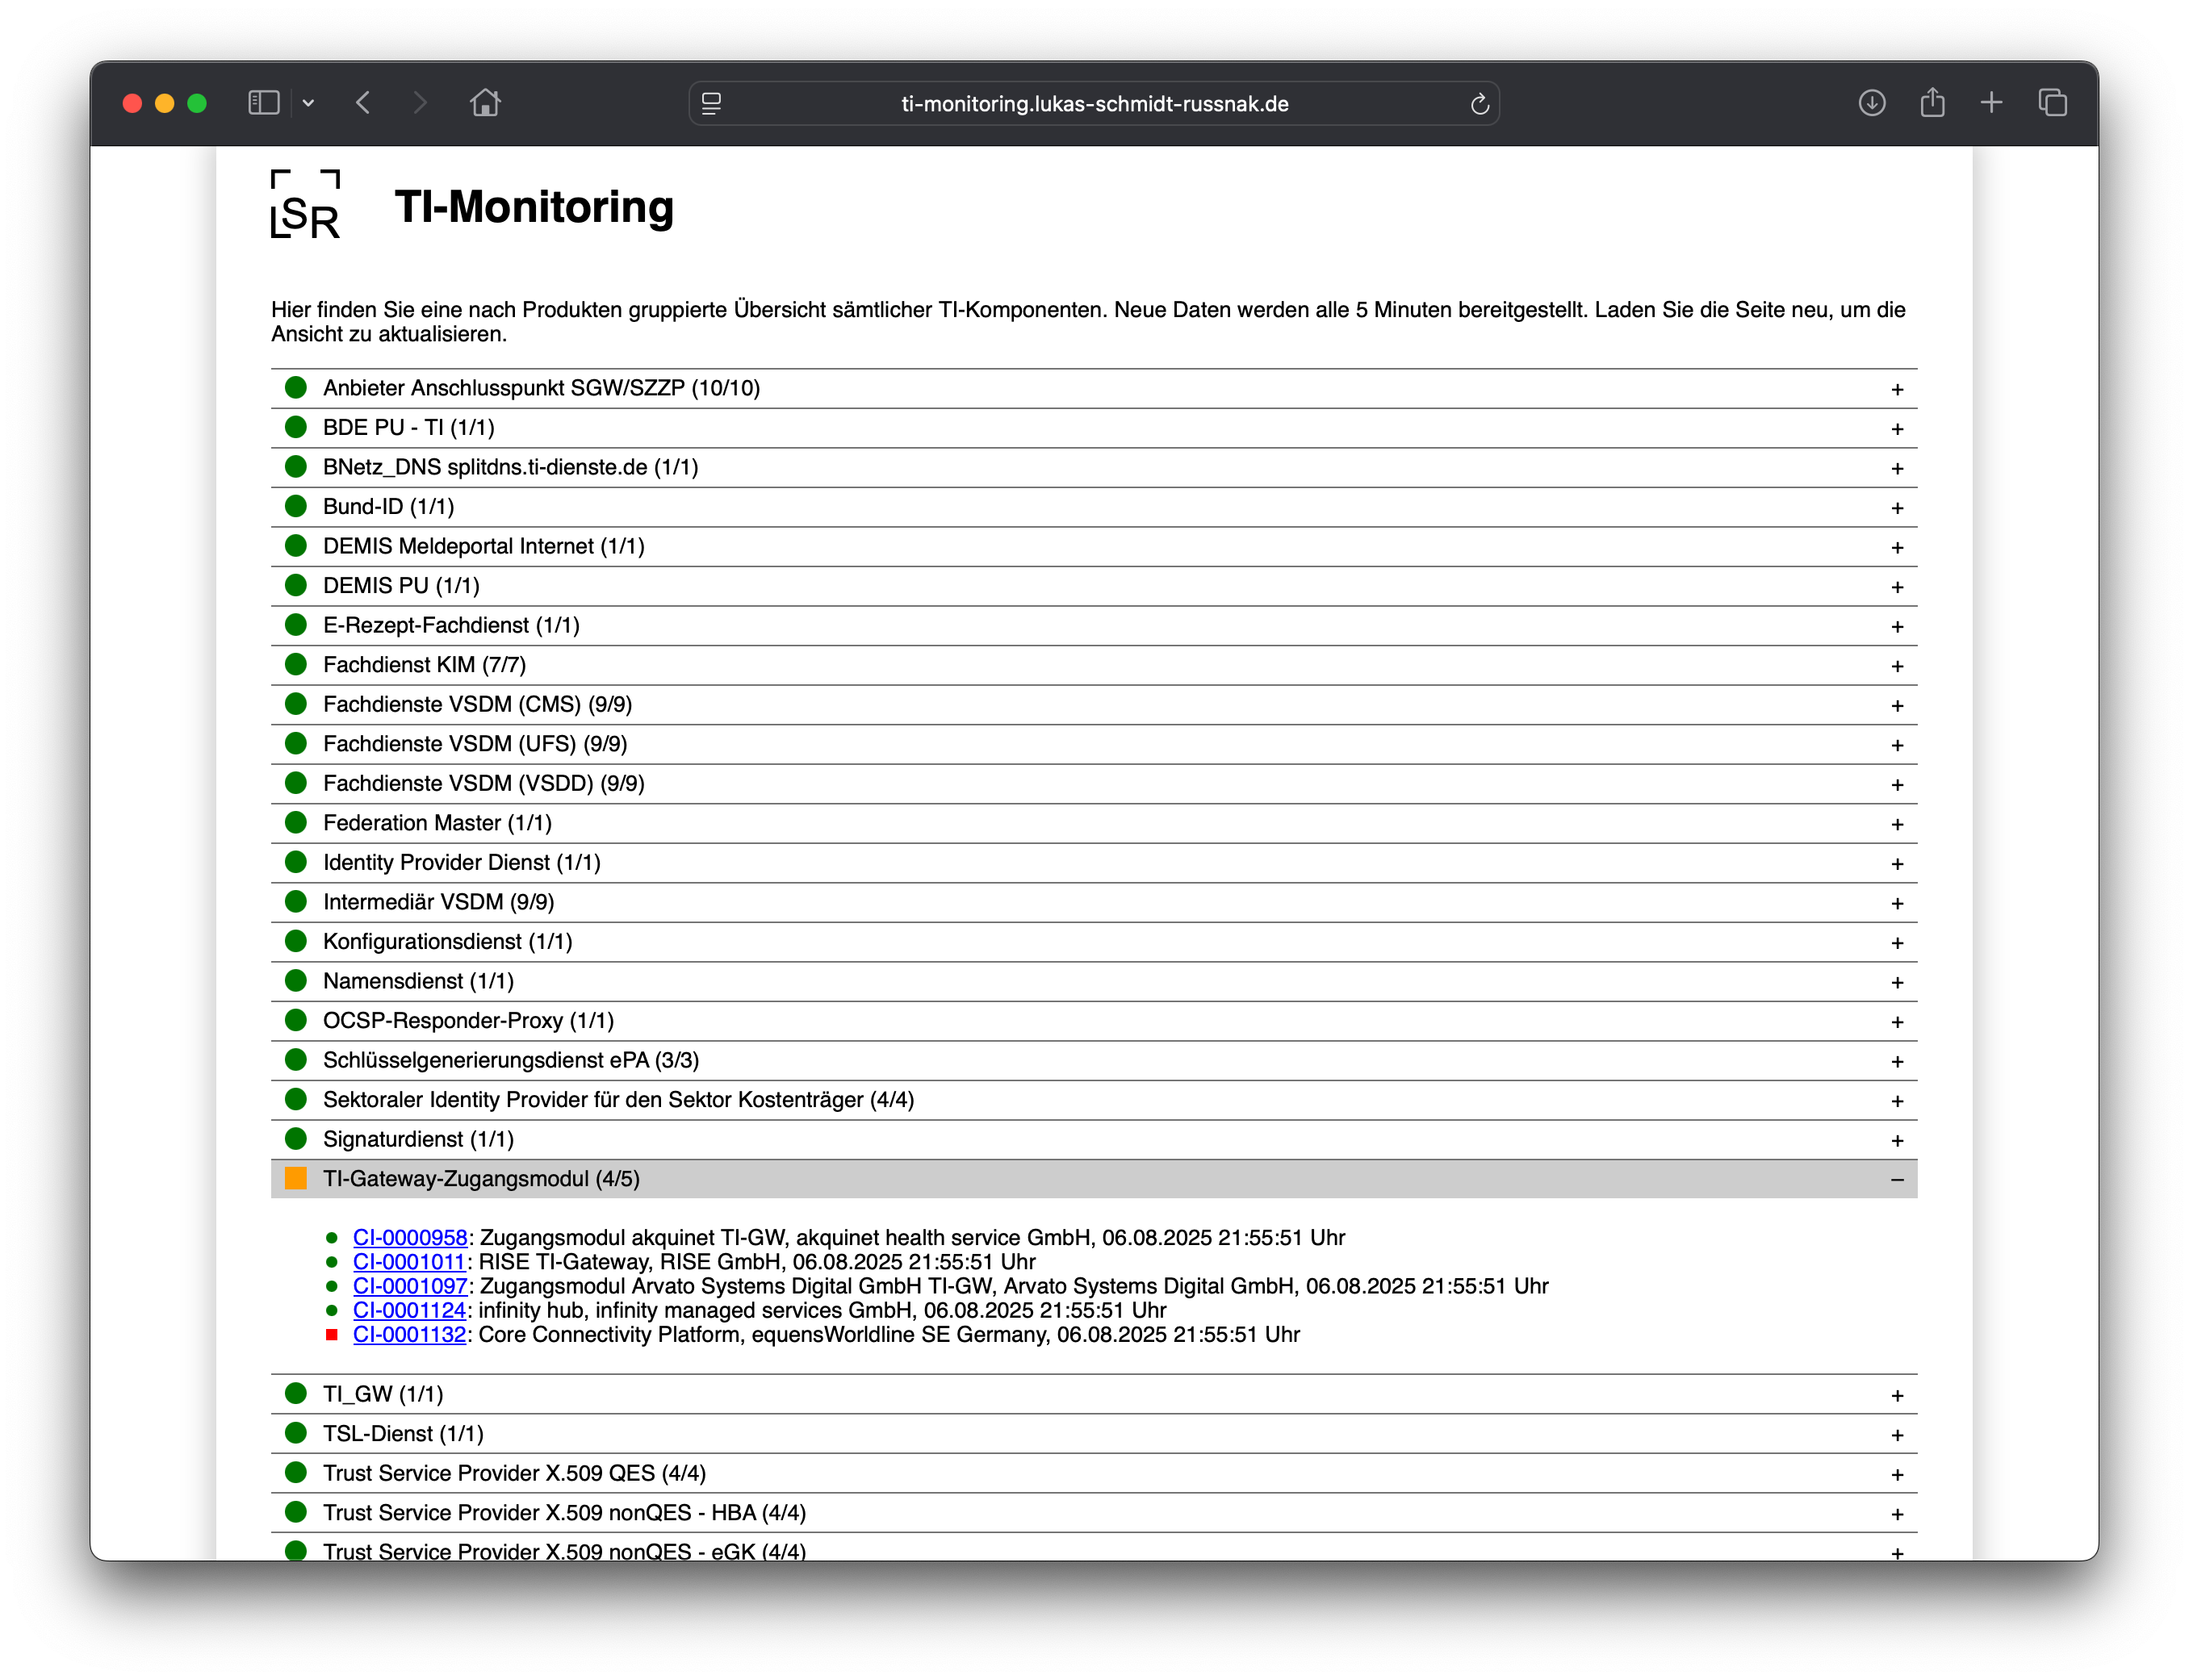 ti-monitoring.lukas-schmidt-russnak.de
LSR
TI-Monitoring
Hier finden Sie eine nach Produkten gruppierte Übersicht sämtlicher TI-Komponenten. Neue Daten werden alle 5 Minuten bereitgestellt. Laden Sie die Seite neu, um die
Ansicht zu aktualisieren.
Anbieter Anschlusspunkt SGW/SZZP (10/10) +
BDE PU - TI (1/1) +
BNetz_DNS splitdns.ti-dienste.de (1/1) +
Bund-ID (1/1) +
DEMIS Meldeportal Internet (1/1) +
DEMIS PU (1/1) +
E-Rezept-Fachdienst (1/1) +
Fachdienst KIM (7/7) +
Fachdienste VSDM (CMS) (9/9) +
Fachdienste VSDM (UFS) (9/9) +
Fachdienste VSDM (VSDD) (9/9) +
Federation Master (1/1) +
Identity Provider Dienst (1/1) +
Intermediär VSDM (9/9) +
Konfigurationsdienst (1/1) +
Namensdienst (1/1) +
OCSP-Responder-Proxy (1/1) +
Schlüsselgenerierungsdienst ePA (3/3) +
Sektoraler Identity Provider für den Sektor Kostenträger (4/4) +
Signaturdienst (1/1) +
TI-Gateway-Zugangsmodul (4/5) −
CI-0000958: Zugangsmodul akquinet TI-GW, akquinet health service GmbH, 06.08.2025 21:55:51 Uhr
CI-0001011: RISE TI-Gateway, RISE GmbH, 06.08.2025 21:55:51 Uhr
CI-0001097: Zugangsmodul Arvato Systems Digital GmbH TI-GW, Arvato Systems Digital GmbH, 06.08.2025 21:55:51 Uhr
CI-0001124: infinity hub, infinity managed services GmbH, 06.08.2025 21:55:51 Uhr
CI-0001132: Core Connectivity Platform, equensWorldline SE Germany, 06.08.2025 21:55:51 Uhr
TI_GW (1/1) +
TSL-Dienst (1/1) +
Trust Service Provider X.509 QES (4/4) +
Trust Service Provider X.509 nonQES - HBA (4/4) +
Trust Service Provider X.509 nonQES - eGK (4/4) +